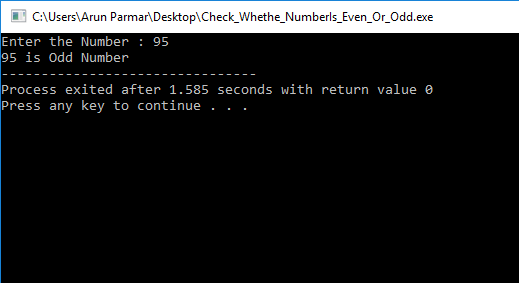 C:\Users\Arun Parmar\Desktop\Check_Whethe_NumberIs_Even_Or_Odd.exe
Enter the Number : 95
95 is Odd Number
--------------------------------
Process exited after 1.585 seconds with return value 0
Press any key to continue . . .